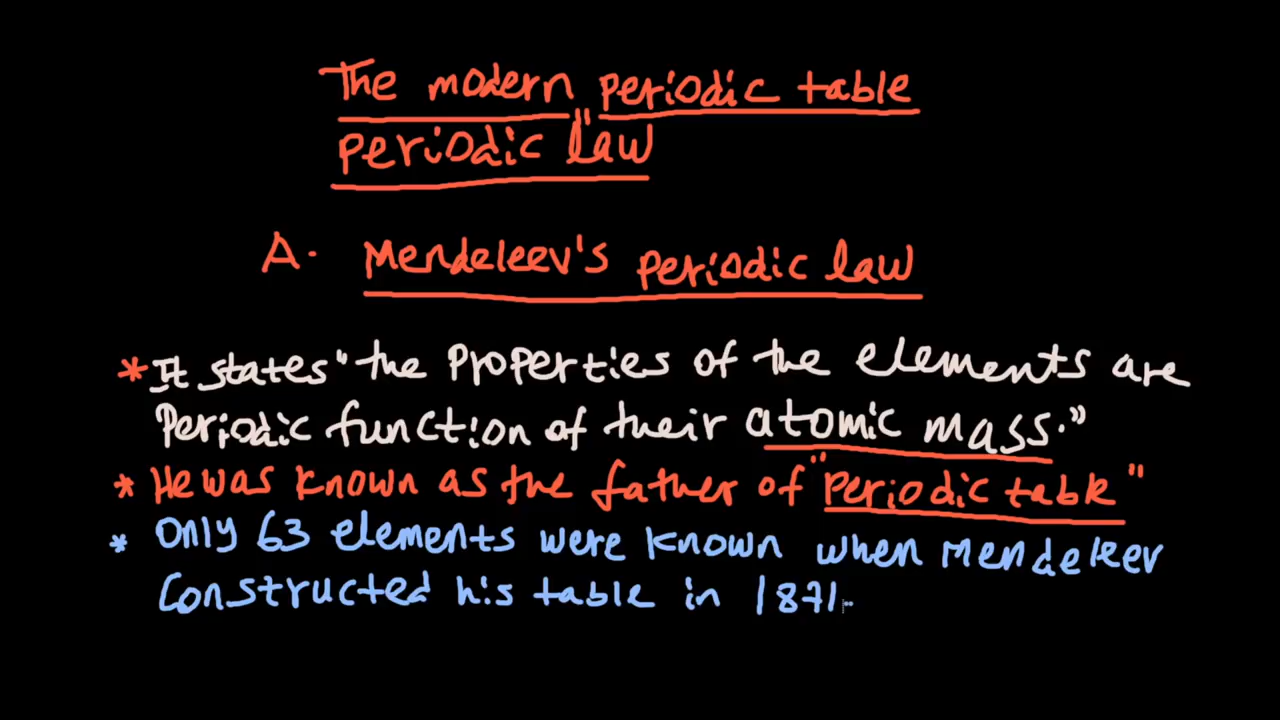 The modern periodic table
periodic "law
A. Mendeleev's periodic law
* It states "the Properties of the elements are
Periodic function of their atomic mass."
* He was known as the father of "Periodic table"
* Only 63 elements were known when Mendeleev
Constructed his table in 1871.